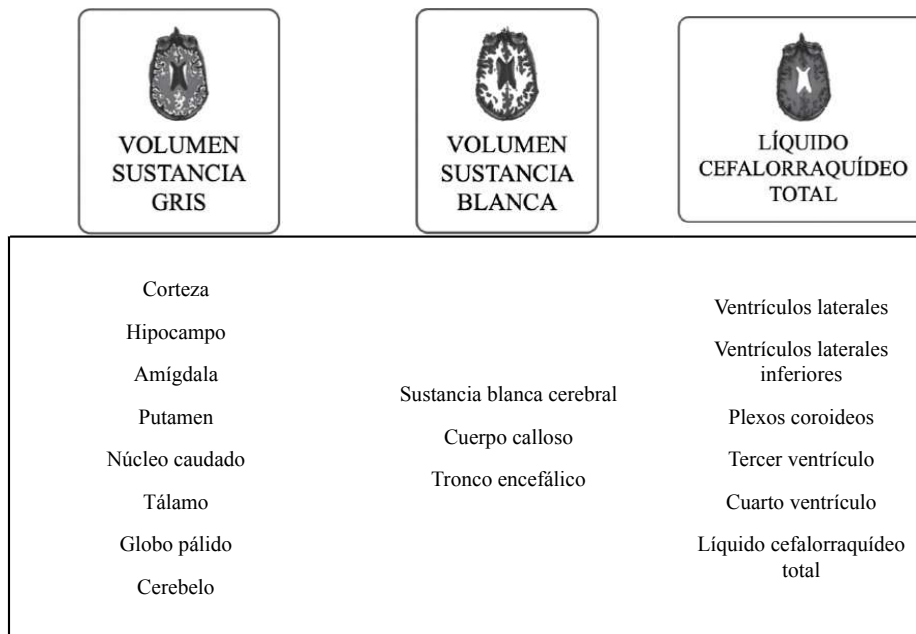 VOLUMEN
SUSTANCIA
GRIS
VOLUMEN
SUSTANCIA
BLANCA
LÍQUIDO
CEFALORRAQUÍDEO
TOTAL
Corteza
Hipocampo
Amígdala
Putamen
Núcleo caudado
Tálamo
Globo pálido
Cerebelo
Sustancia blanca cerebral
Cuerpo calloso
Tronco encefálico
Ventrículos laterales
Ventrículos laterales
inferiores
Plexos coroideos
Tercer ventrículo
Cuarto ventrículo
Líquido cefalorraquídeo
total